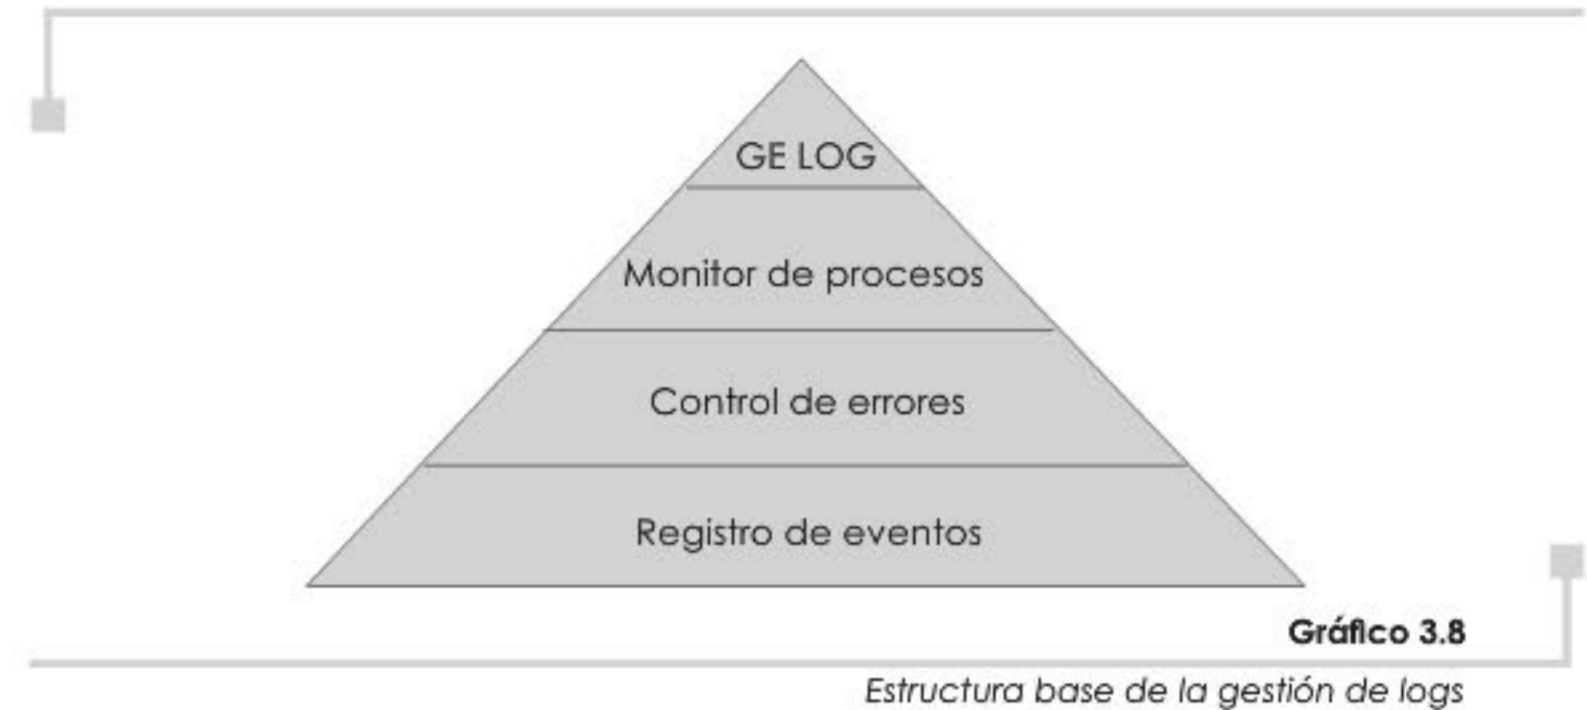 GE LOG
Monitor de procesos
Control de errores
Registro de eventos
Gráfico 3.8
Estructura base de la gestión de logs